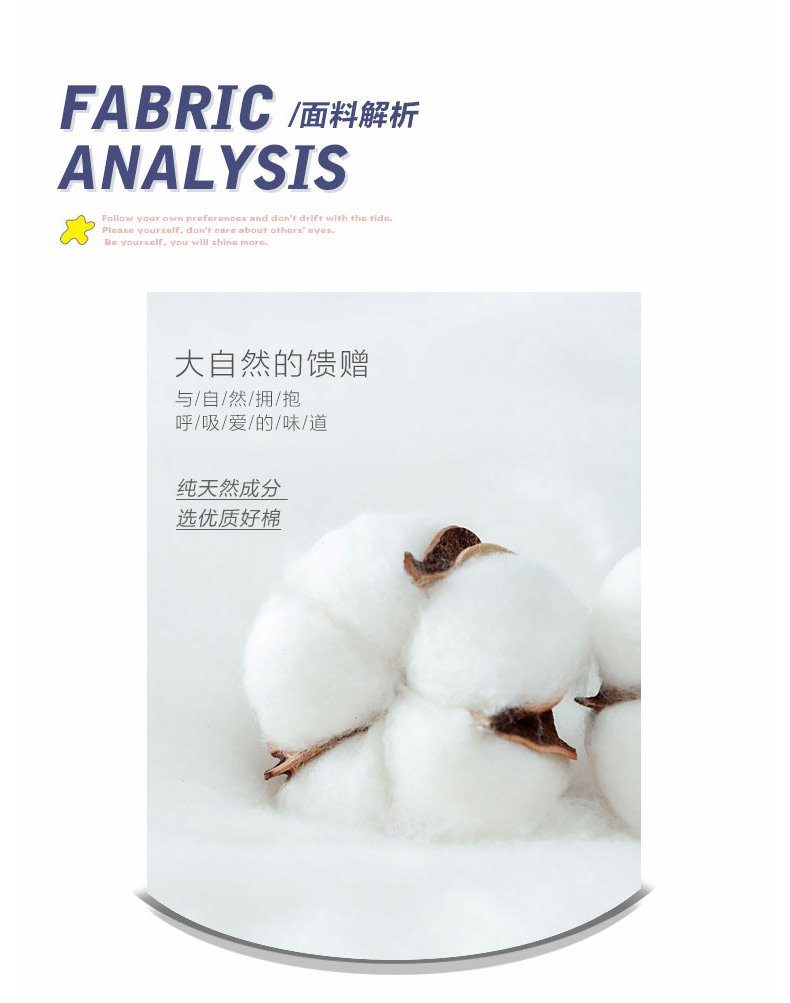 FABRIC /面料解析
ANALYSIS
Follow your own preferences and don't drift with the tide.
Please yourself, don't care about others' eyes.
Be yourself, you will shine more.
大自然的馈赠
与/自/然/拥/抱
呼/吸/爱/的/味/道
纯天然成分
选优质好棉